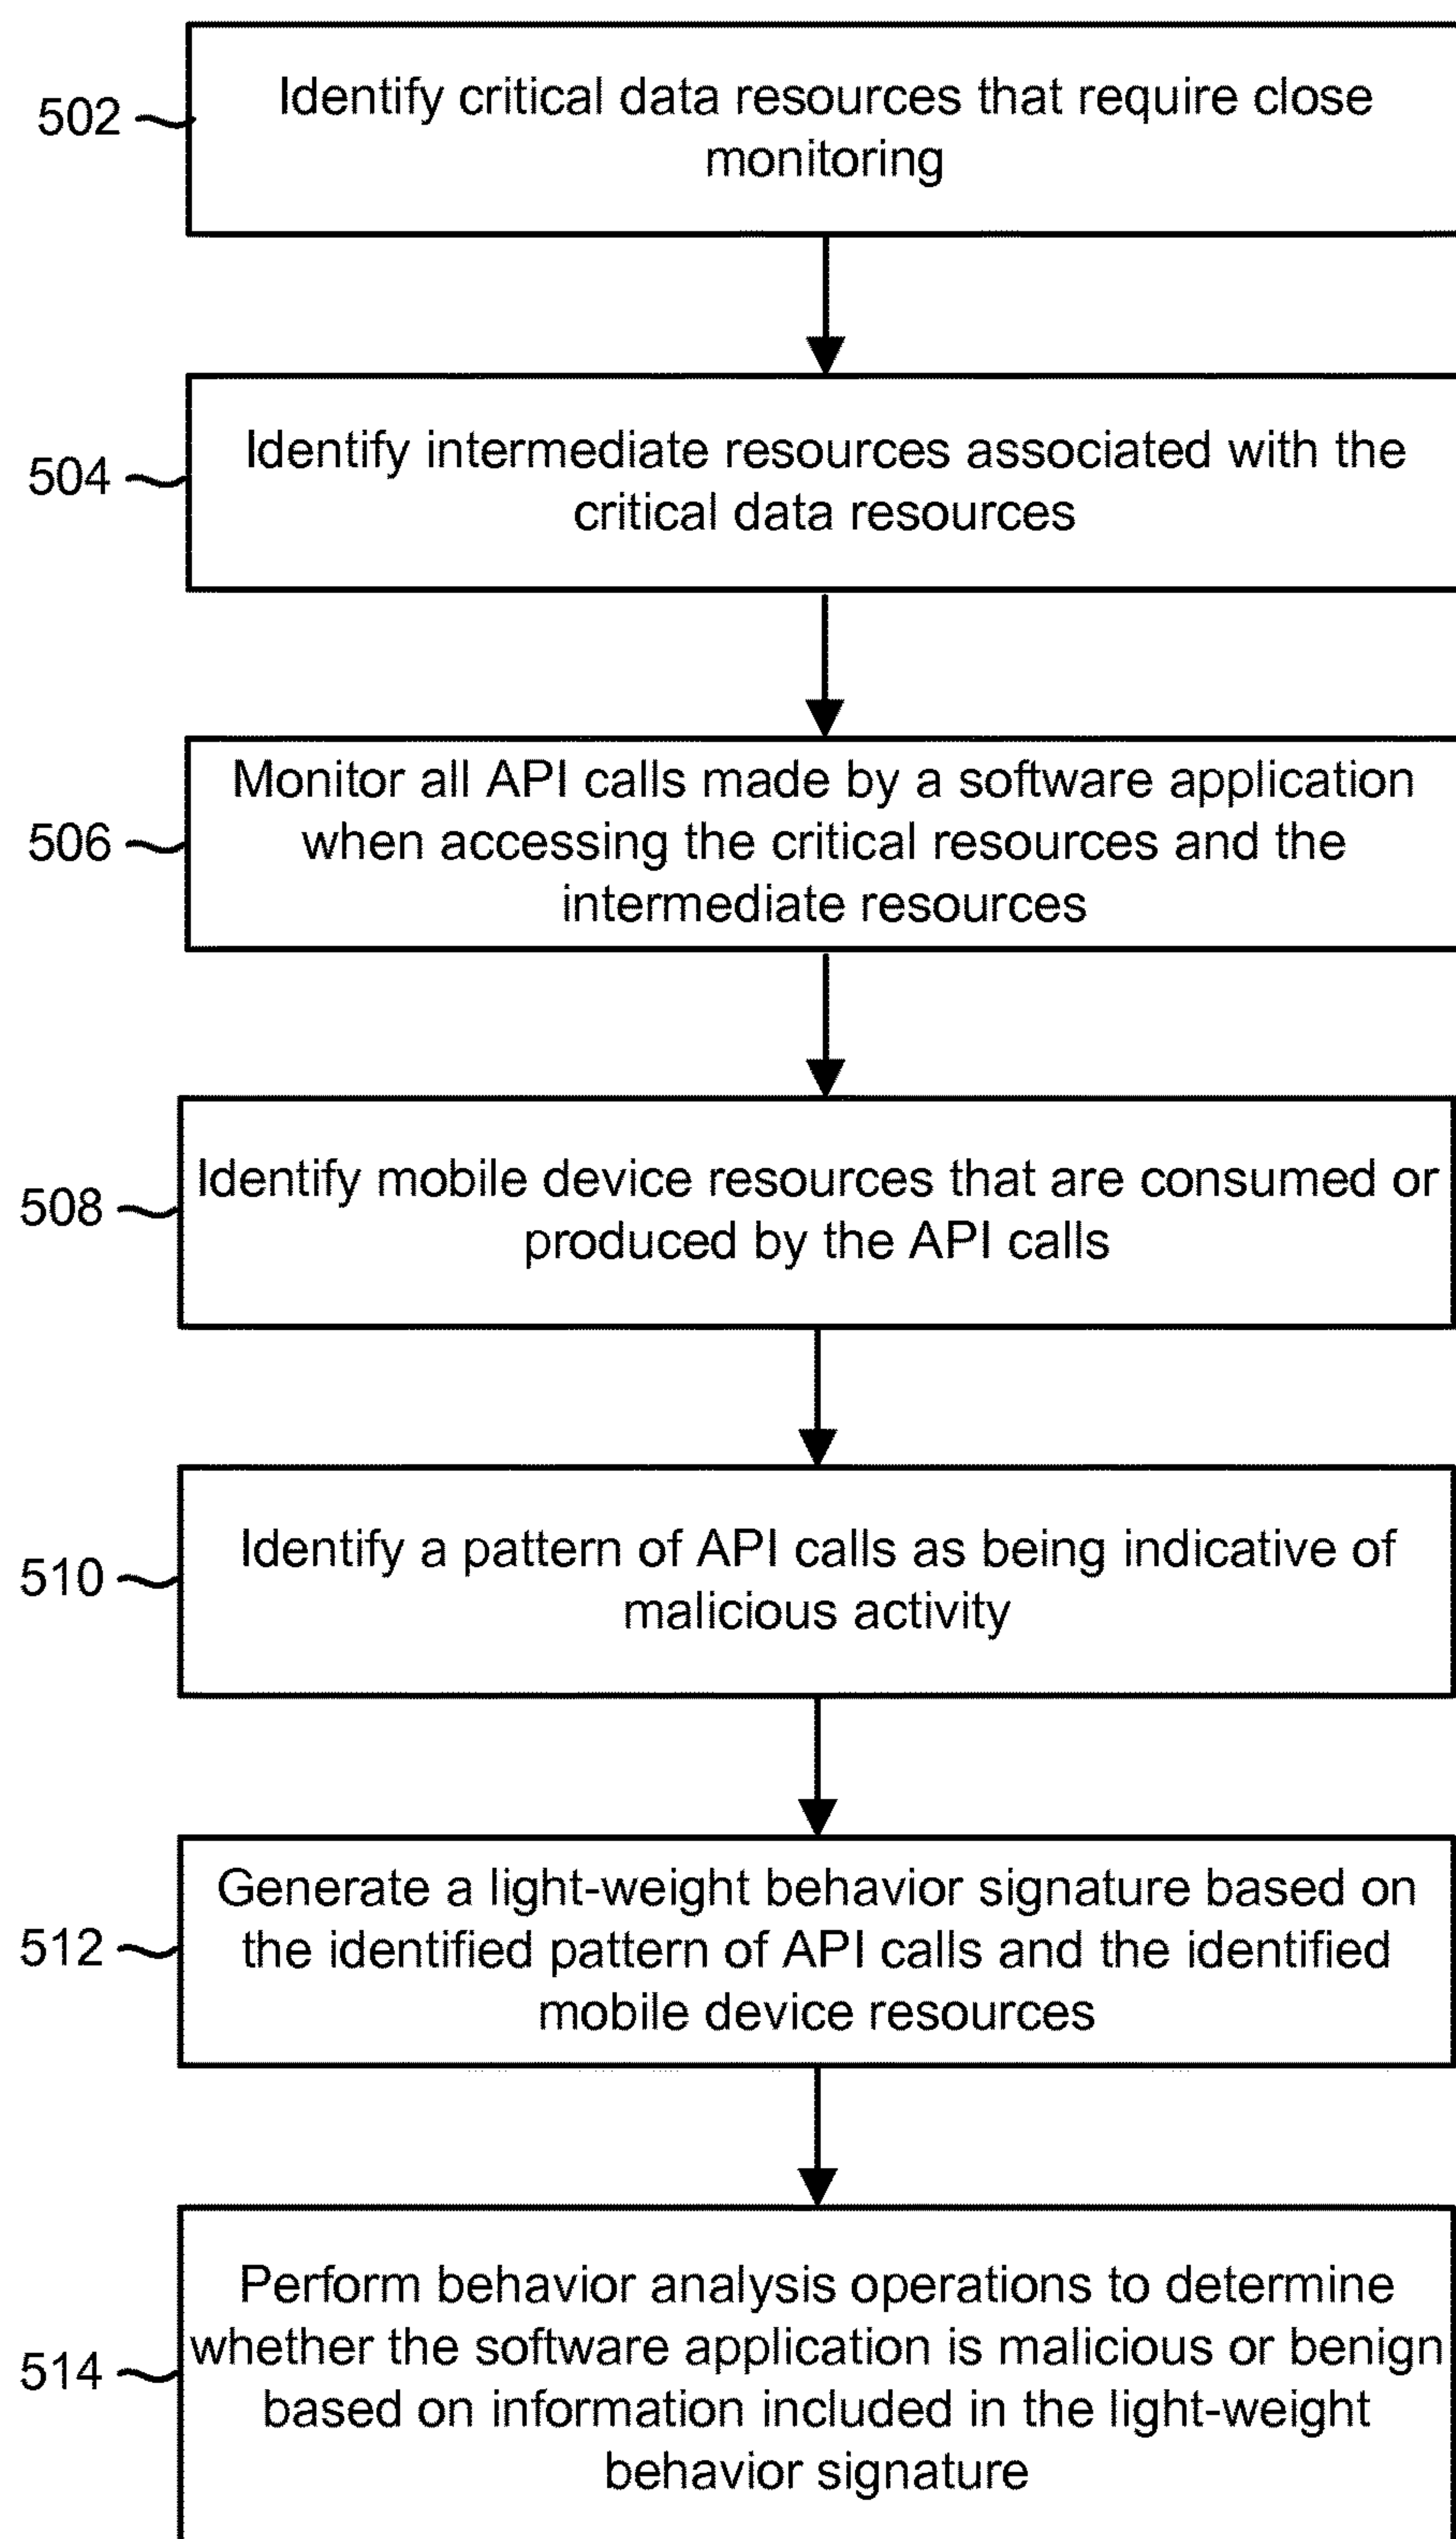 502
Identify critical data resources that require close
monitoring
504
Identify intermediate resources associated with the
critical data resources
506
Monitor all API calls made by a software application
when accessing the critical resources and the
intermediate resources
508
Identify mobile device resources that are consumed or
produced by the API calls
510
Identify a pattern of API calls as being indicative of
malicious activity
512
Generate a light-weight behavior signature based on
the identified pattern of API calls and the identified
mobile device resources
514
Perform behavior analysis operations to determine
whether the software application is malicious or benign
based on information included in the light-weight
behavior signature